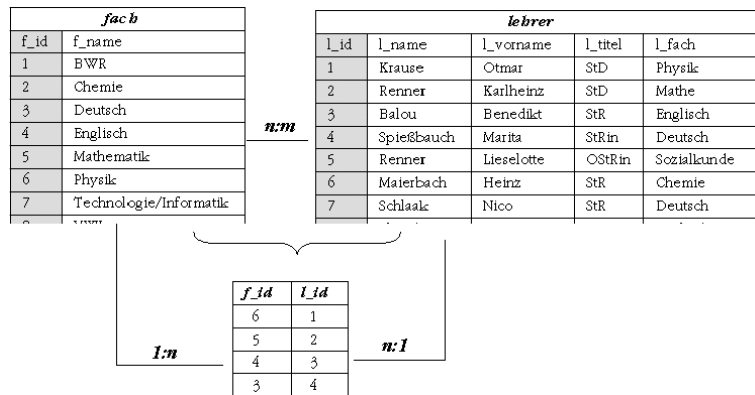 fach
f_id f_name
1 BWR
2 Chemie
3 Deutsch
4 Englisch
5 Mathematik
6 Physik
7 Technologie/Informatik
n:m
lehrer
l_id l_name l_vorname l_titel l_fach
1 Krause Otmar StD Physik
2 Renner Karlheinz StD Mathe
3 Balou Benedikt StR Englisch
4 Spießbauch Marita StRin Deutsch
5 Renner Lieselotte OStRin Sozialkunde
6 Maierbach Heinz StR Chemie
7 Schlaak Nico StR Deutsch
f_id l_id
6 1
5 2
4 3
3 4
1:n
n:1